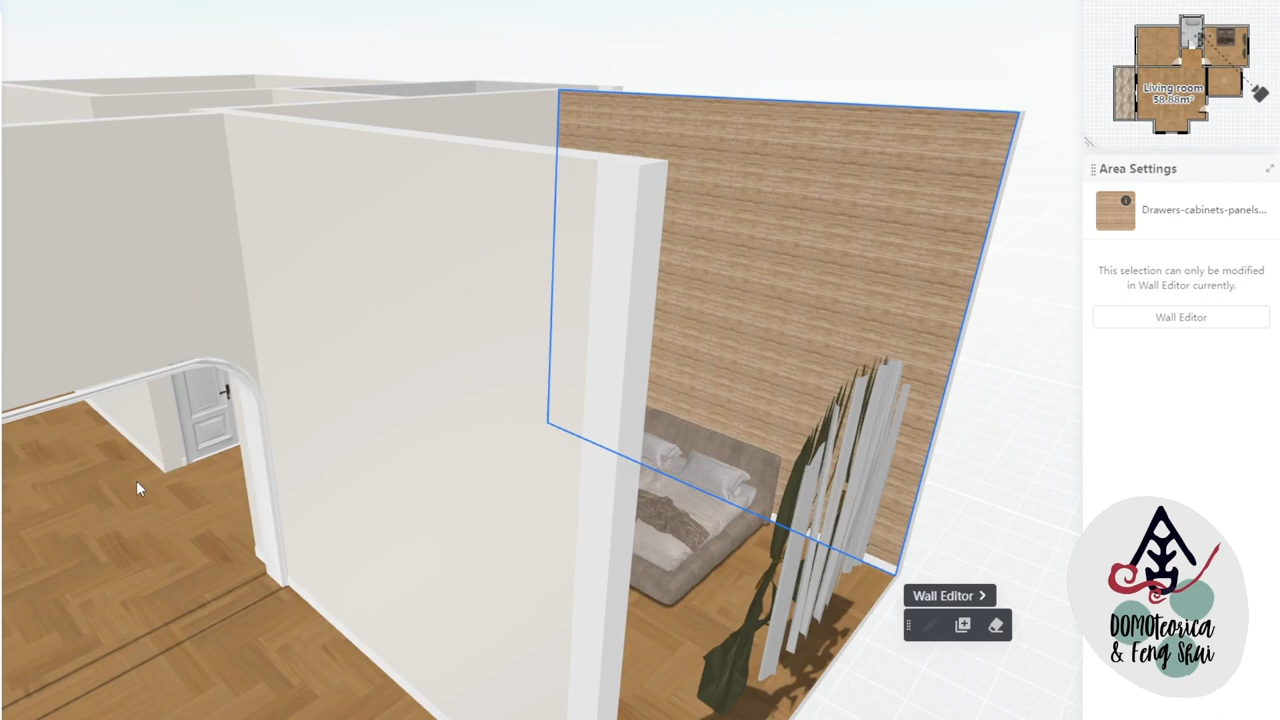 Living room
58.88m²
Area Settings
Drawers-cabinets-panels...
This selection can only be modified
in Wall Editor currently.
Wall Editor
Wall Editor
DOMOteorica
& Feng Shui